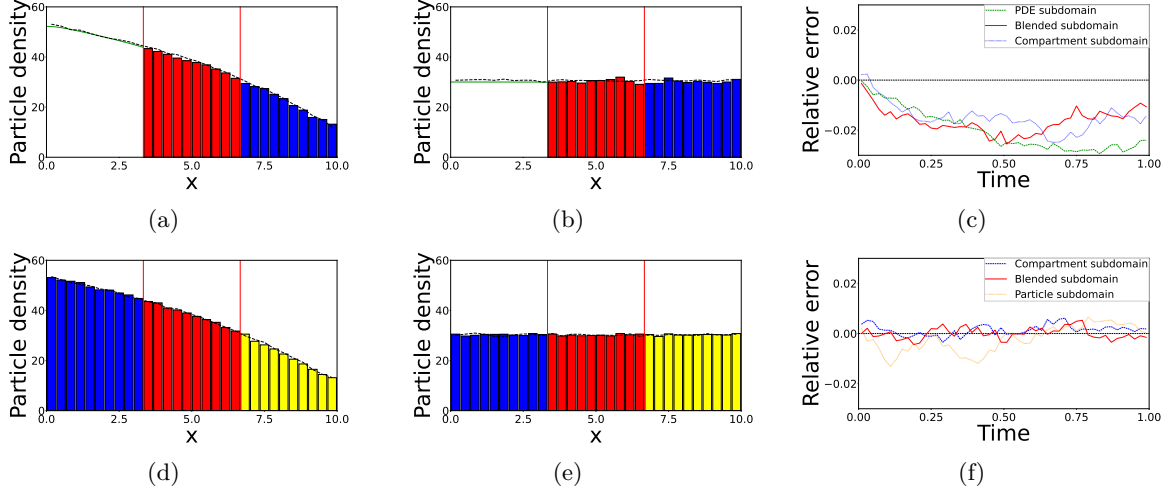 Particle density
60
40
20
0
0.0 2.5 5.0 7.5 10.0
x
(a)
Particle density
60
40
20
0
0.0 2.5 5.0 7.5 10.0
x
(b)
Relative error
0.02
0.00
−0.02
PDE subdomain
Blended subdomain
Compartment subdomain
0.00 0.25 0.50 0.75 1.00
Time
(c)
Particle density
60
40
20
0
0.0 2.5 5.0 7.5 10.0
x
(d)
Particle density
60
40
20
0
0.0 2.5 5.0 7.5 10.0
x
(e)
Relative error
0.02
0.00
−0.02
Compartment subdomain
Blended subdomain
Particle subdomain
0.00 0.25 0.50 0.75 1.00
Time
(f)